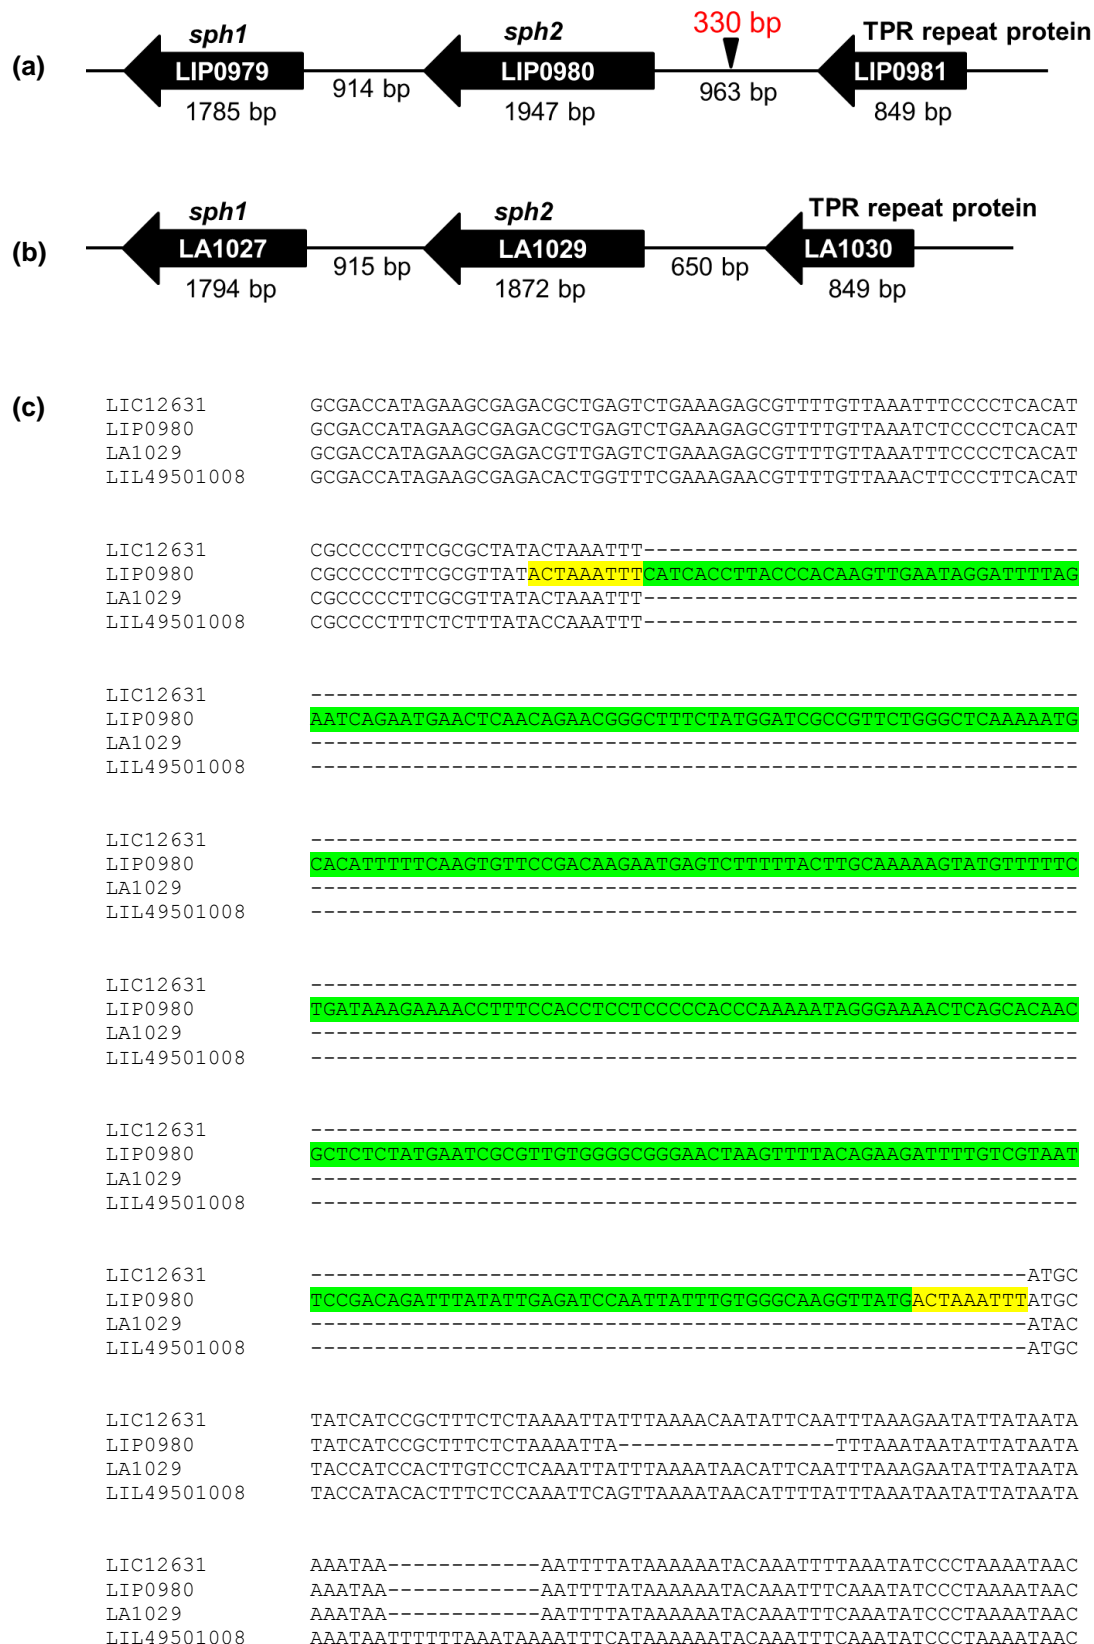 (a)
sph1 sph2 330 bp TPR repeat protein
LIP0979 LIP0980 LIP0981
914 bp 963 bp
1785 bp 1947 bp 849 bp
(b)
sph1 sph2 TPR repeat protein
LA1027 LA1029 LA1030
915 bp 650 bp
1794 bp 1872 bp 849 bp
(c)
LIC12631 GCGACCATAGAAGCGAGACGCTGAGTCTGAAAGAGCGTTTTGTTAAATTTCCCCTCACAT
LIP0980 GCGACCATAGAAGCGAGACGCTGAGTCTGAAAGAGCGTTTTGTTAAATCTCCCCTCACAT
LA1029 GCGACCATAGAAGCGAGACGTTGAGTCTGAAAGAGCGTTTTGTTAAATTTCCCCTCACAT
LIL49501008 GCGACCATAGAAGCGAGACACTGGTTTCGAAAGAACGTTTTGTTAAACTTCCCTTCACAT
LIC12631 CGCCCCCTTCGCGCTATACTAAATTT----------------------------------
LIP0980 CGCCCCCTTCGCGTTATACTAAATTTCATCACCTTACCCACAAGTTGAATAGGATTTTAG
LA1029 CGCCCCCTTCGCGTTATACTAAATTT----------------------------------
LIL49501008 CGCCCCTTTCTCTTTATACCAAATTT----------------------------------
LIC12631 ------------------------------------------------------------
LIP0980 AATCAGAATGAACTCAACAGAACGGGCTTTCTATGGATCGCCGTTCTGGGCTCAAAAATG
LA1029 ------------------------------------------------------------
LIL49501008 ------------------------------------------------------------
LIC12631 ------------------------------------------------------------
LIP0980 CACATTTTTCAAGTGTTCCGACAAGAATGAGTCTTTTTACTTGCAAAAAGTATGTTTTTC
LA1029 ------------------------------------------------------------
LIL49501008 ------------------------------------------------------------
LIC12631 ------------------------------------------------------------
LIP0980 TGATAAAGAAAACCTTTCCACCTCCTCCCCCACCCAAAAATAGGGAAAACTCAGCACAAC
LA1029 ------------------------------------------------------------
LIL49501008 ------------------------------------------------------------
LIC12631 ------------------------------------------------------------
LIP0980 GCTCTCTATGAATCGCGTTGTGGGGCGGGAACTAAGTTTTACAGAAGATTTTGTCGTAAT
LA1029 ------------------------------------------------------------
LIL49501008 ------------------------------------------------------------
LIC12631 --------------------------------------------------------ATGC
LIP0980 TCCGACAGATTTATATTGAGATCCAATTATTTGTGGGCAAGGTTATGACTAAATTTATGC
LA1029 --------------------------------------------------------ATAC
LIL49501008 --------------------------------------------------------ATGC
LIC12631 TATCATCCGCTTTCTCTAAAATTATTTAAAACAATATTCAATTTAAAGAATATTATAATA
LIP0980 TATCATCCGCTTTCTCTAAAATTA-----------------TTTAAATAATATTATAATA
LA1029 TACCATCCACTTGTCCTCAAATTATTTAAAATAACATTCAATTTAAAGAATATTATAATA
LIL49501008 TACCATACACTTTCTCCAAATTCAGTTAAAATAACATTTTATTTAAATAATATTATAATA
LIC12631 AAATAA------------AATTTTATAAAAAATACAAATTTTAAATATCCCTAAAATAAC
LIP0980 AAATAA------------AATTTTATAAAAAATACAAATTTCAAATATCCCTAAAATAAC
LA1029 AAATAA------------AATTTTATAAAAAATACAAATTTCAAATATCCCTAAAATAAC
LIL49501008 AAATAATTTTTTAAATAAAATTTCATAAAAAATACAAATTTCAAATATCCCTAAAATAAC